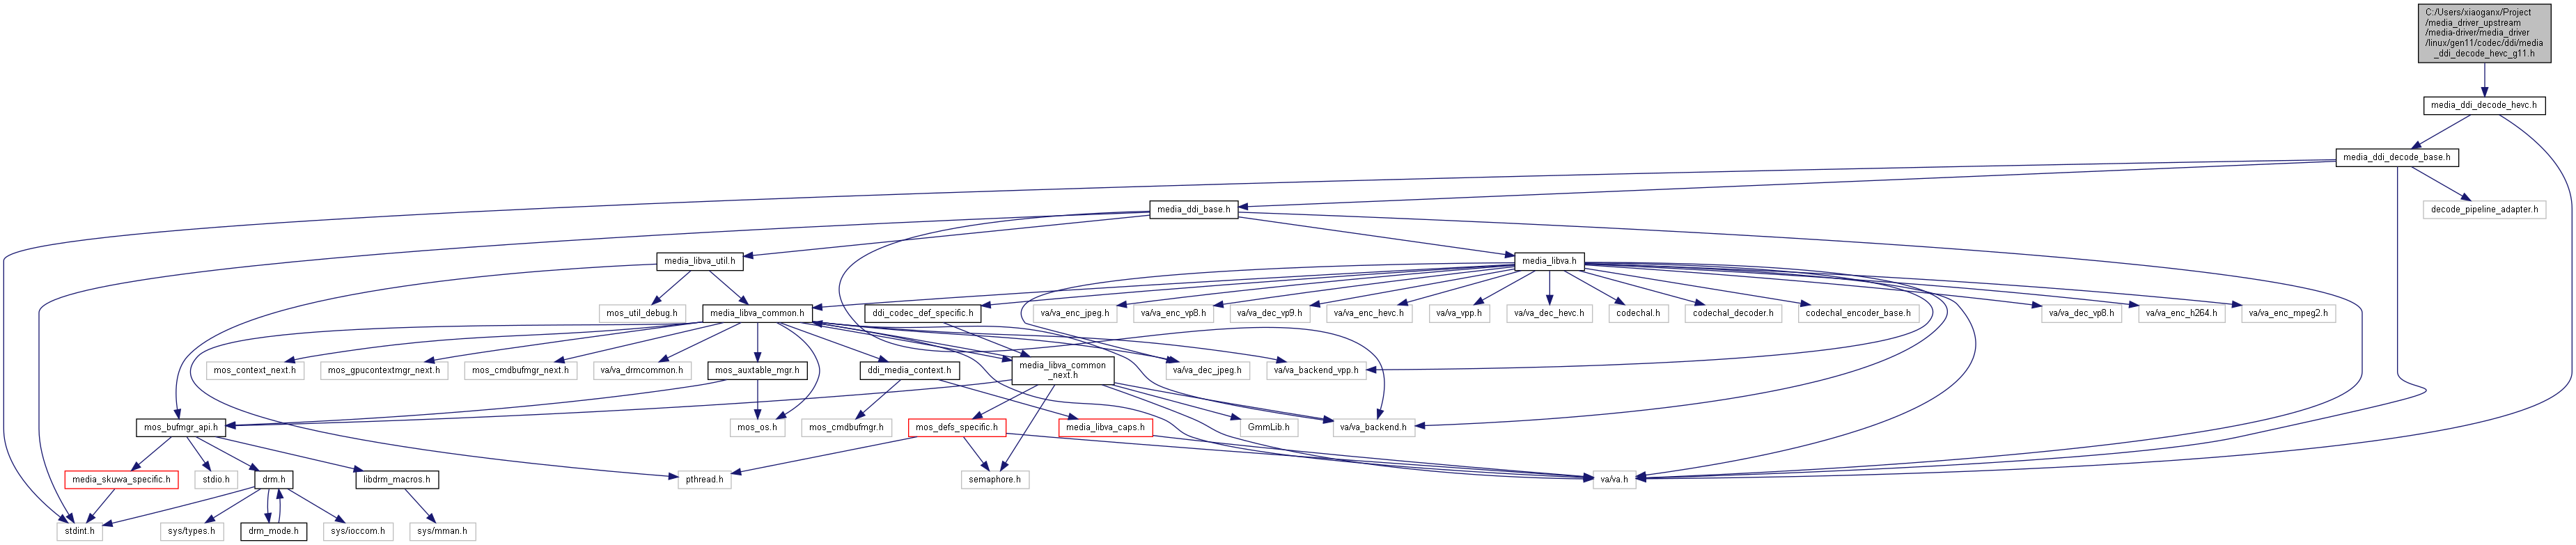 C:/Users/xiaoganx/Project
/media_driver_upstream
/media-driver/media_driver
/linux/gen11/codec/ddi/media
_ddi_decode_hevc_g11.h
media_ddi_decode_hevc.h
media_ddi_decode_base.h
media_ddi_base.h
decode_pipeline_adapter.h
media_libva_util.h
media_libva.h
mos_util_debug.h
media_libva_common.h
ddi_codec_def_specific.h
va/va_enc_jpeg.h
va/va_enc_vp8.h
va/va_dec_vp9.h
va/va_enc_hevc.h
va/va_vpp.h
va/va_dec_hevc.h
codechal.h
codechal_decoder.h
codechal_encoder_base.h
va/va_dec_vp8.h
va/va_enc_h264.h
va/va_enc_mpeg2.h
mos_context_next.h
mos_gpucontextmgr_next.h
mos_cmdbufmgr_next.h
va/va_drmcommon.h
mos_auxtable_mgr.h
ddi_media_context.h
media_libva_common
_next.h
va/va_dec_jpeg.h
va/va_backend_vpp.h
mos_bufmgr_api.h
mos_os.h
mos_cmdbufmgr.h
mos_defs_specific.h
media_libva_caps.h
GmmLib.h
va/va_backend.h
media_skuwa_specific.h
stdio.h
drm.h
libdrm_macros.h
pthread.h
semaphore.h
va/va.h
stdint.h
sys/types.h
drm_mode.h
sys/ioccom.h
sys/mman.h